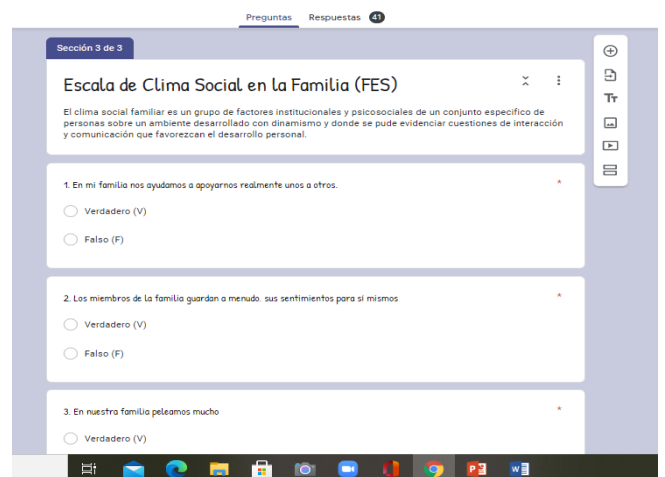 Preguntas Respuestas 41
Sección 3 de 3
Escala de Clima Social en la Familia (FES)
El clima social familiar es un grupo de factores institucionales y psicosociales de un conjunto especifico de
personas sobre un ambiente desarrollado con dinamismo y donde se pude evidenciar cuestiones de interacción
y comunicación que favorezcan el desarrollo personal.
1. En mi familia nos ayudamos a apoyarnos realmente unos a otros. *
Verdadero (V)
Falso (F)
2. Los miembros de la familia guardan a menudo. sus sentimientos para sí mismos *
Verdadero (V)
Falso (F)
3. En nuestra familia peleamos mucho *
Verdadero (V)